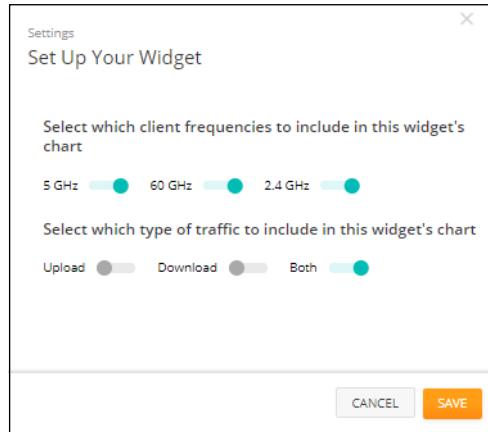 Settings
Set Up Your Widget
Select which client frequencies to include in this widget's
chart
5 GHz 60 GHz 2.4 GHz
Select which type of traffic to include in this widget's chart
Upload Download Both
CANCEL SAVE